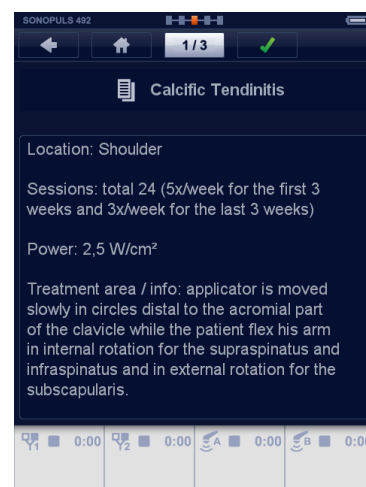 SONOPULS 492
1 / 3
Calcific Tendinitis
Location: Shoulder
Sessions: total 24 (5x/week for the first 3
weeks and 3x/week for the last 3 weeks)
Power: 2,5 W/cm²
Treatment area / info: applicator is moved
slowly in circles distal to the acromial part
of the clavicle while the patient flex his arm
in internal rotation for the supraspinatus and
infraspinatus and in external rotation for the
subscapularis.
1 0:00 2 0:00 A 0:00 B 0:00